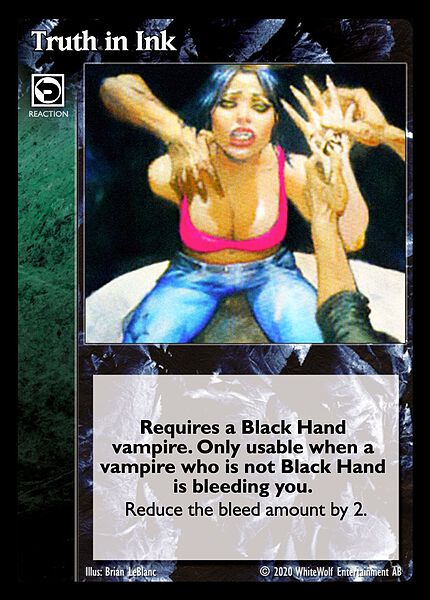 Truth in Ink
REACTION
Requires a Black Hand
vampire. Only usable when a
vampire who is not Black Hand
is bleeding you.
Reduce the bleed amount by 2.
Illus: Brian LeBlanc
© 2020 WhiteWolf Entertainment AB